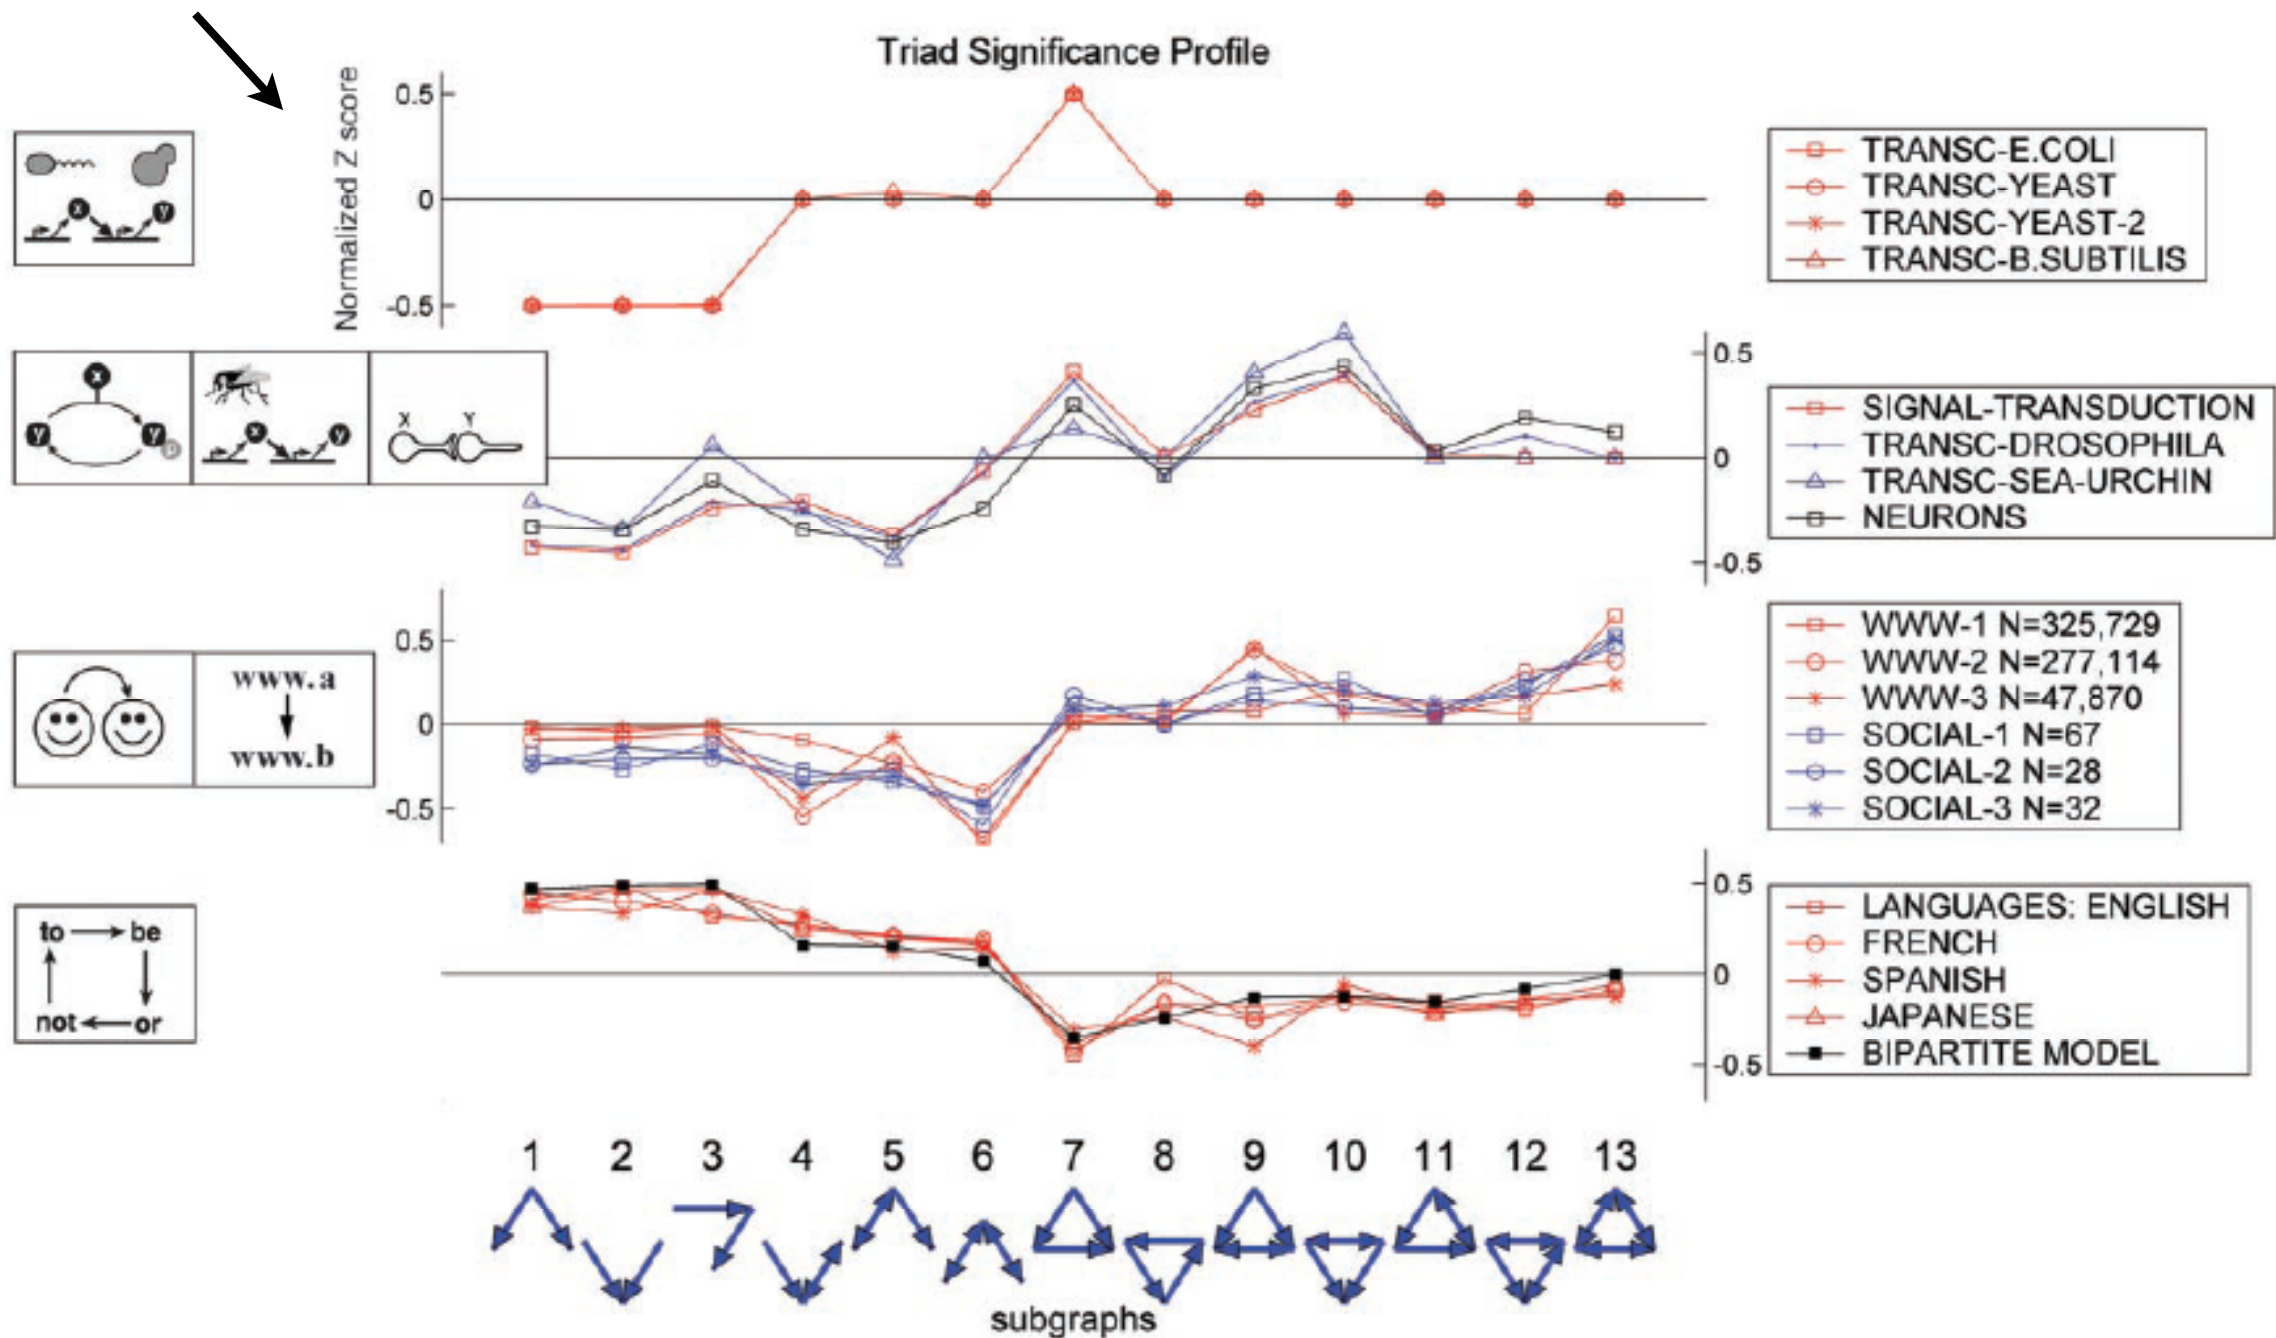 Triad Significance Profile
Normalized Z score
0.5
0
-0.5
x
y
TRANSC-E.COLI
TRANSC-YEAST
TRANSC-YEAST-2
TRANSC-B.SUBTILIS
x
y
y
x
y
X
Y
0.5
0
-0.5
SIGNAL-TRANSDUCTION
TRANSC-DROSOPHILA
TRANSC-SEA-URCHIN
NEURONS
www.a
www.b
0.5
0
-0.5
WWW-1 N=325,729
WWW-2 N=277,114
WWW-3 N=47,870
SOCIAL-1 N=67
SOCIAL-2 N=28
SOCIAL-3 N=32
to be
not or
0.5
0
-0.5
LANGUAGES: ENGLISH
FRENCH
SPANISH
JAPANESE
BIPARTITE MODEL
1 2 3 4 5 6 7 8 9 10 11 12 13
subgraphs